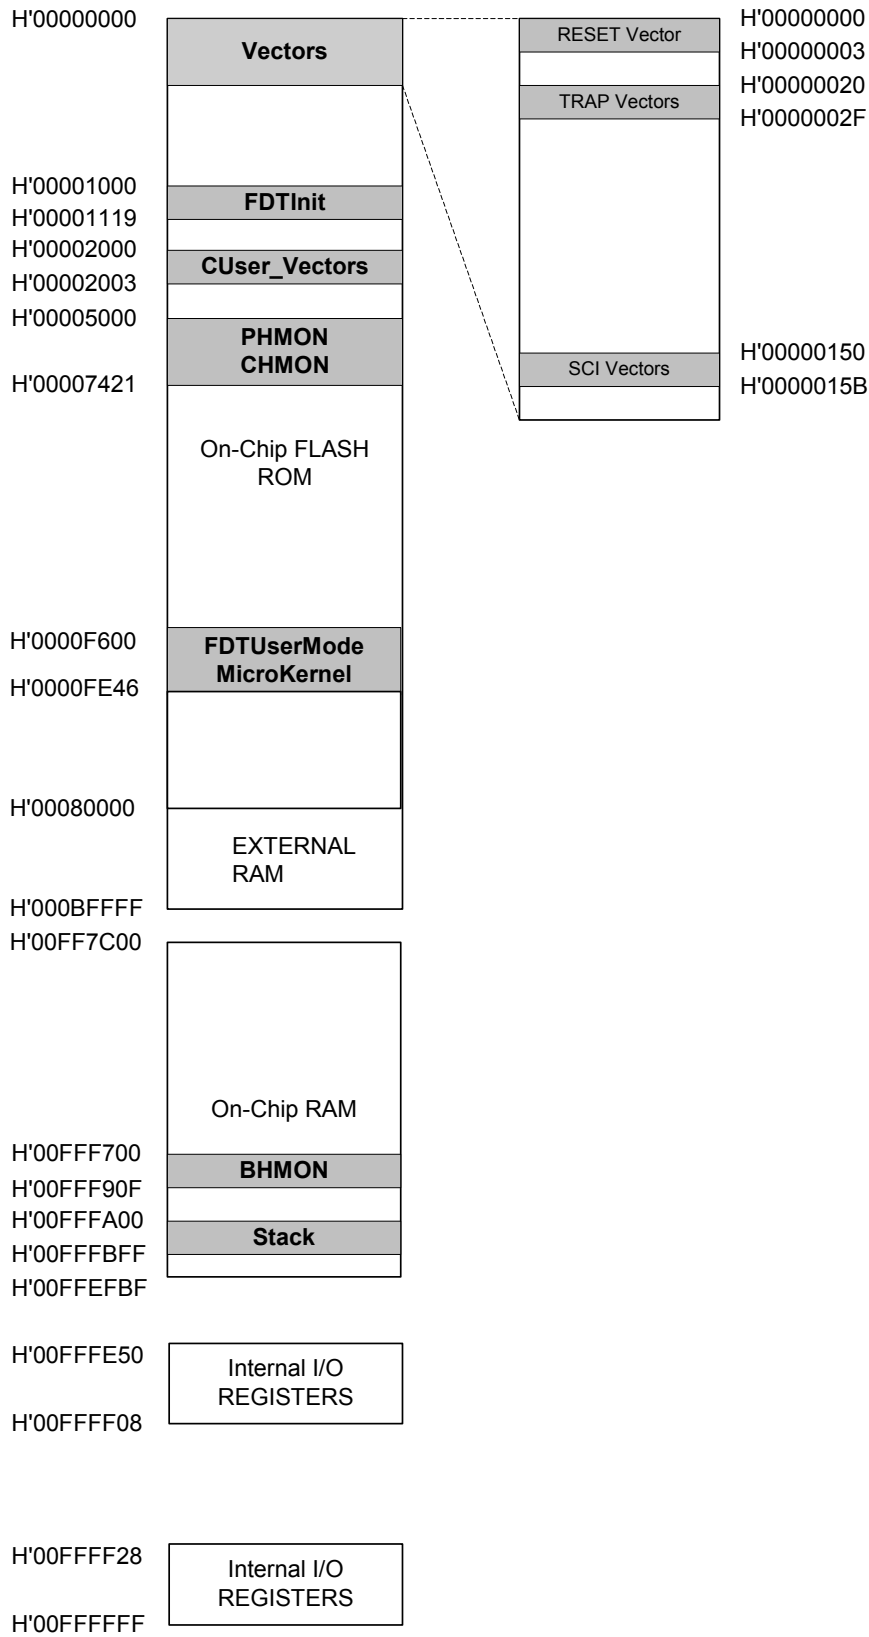 H'00000000
Vectors
H'00001000
FDTInit
H'00001119
H'00002000
CUser_Vectors
H'00002003
H'00005000
PHMON
CHMON
H'00007421
On-Chip FLASH
ROM
H'0000F600
FDTUserMode
MicroKernel
H'0000FE46
H'00080000
EXTERNAL
RAM
H'000BFFFF
H'00FF7C00
On-Chip RAM
H'00FFF700
BHMON
H'00FFF90F
H'00FFFA00
Stack
H'00FFFBFF
H'00FFEFBF
H'00FFFE50
Internal I/O
REGISTERS
H'00FFFF08
H'00FFFF28
Internal I/O
REGISTERS
H'00FFFFFF
H'00000000
RESET Vector
H'00000003
H'00000020
TRAP Vectors
H'0000002F
H'00000150
SCI Vectors
H'0000015B